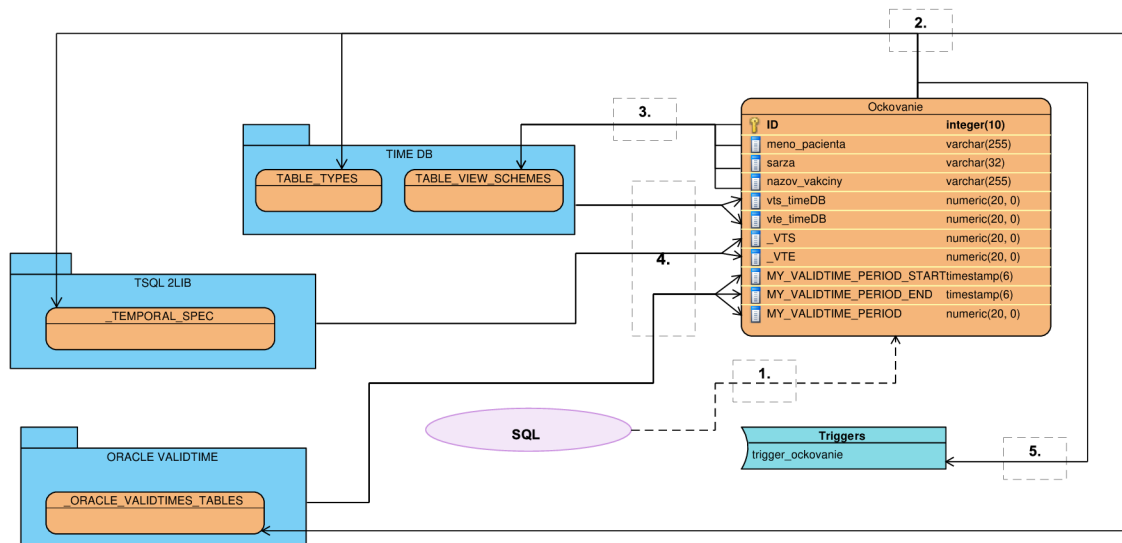 2.
Ockovanie
3.
ID integer(10)
meno_pacienta varchar(255)
sarza varchar(32)
nazov_vakciny varchar(255)
vts_timeDB numeric(20, 0)
vte_timeDB numeric(20, 0)
_VTS numeric(20, 0)
_VTE numeric(20, 0)
MY_VALIDTIME_PERIOD_START timestamp(6)
MY_VALIDTIME_PERIOD_END timestamp(6)
MY_VALIDTIME_PERIOD numeric(20, 0)
TIME DB
TABLE_TYPES
TABLE_VIEW_SCHEMES
4.
TSQL 2LIB
_TEMPORAL_SPEC
1.
SQL
Triggers
trigger_ockovanie
5.
ORACLE VALIDTIME
_ORACLE_VALIDTIMES_TABLES